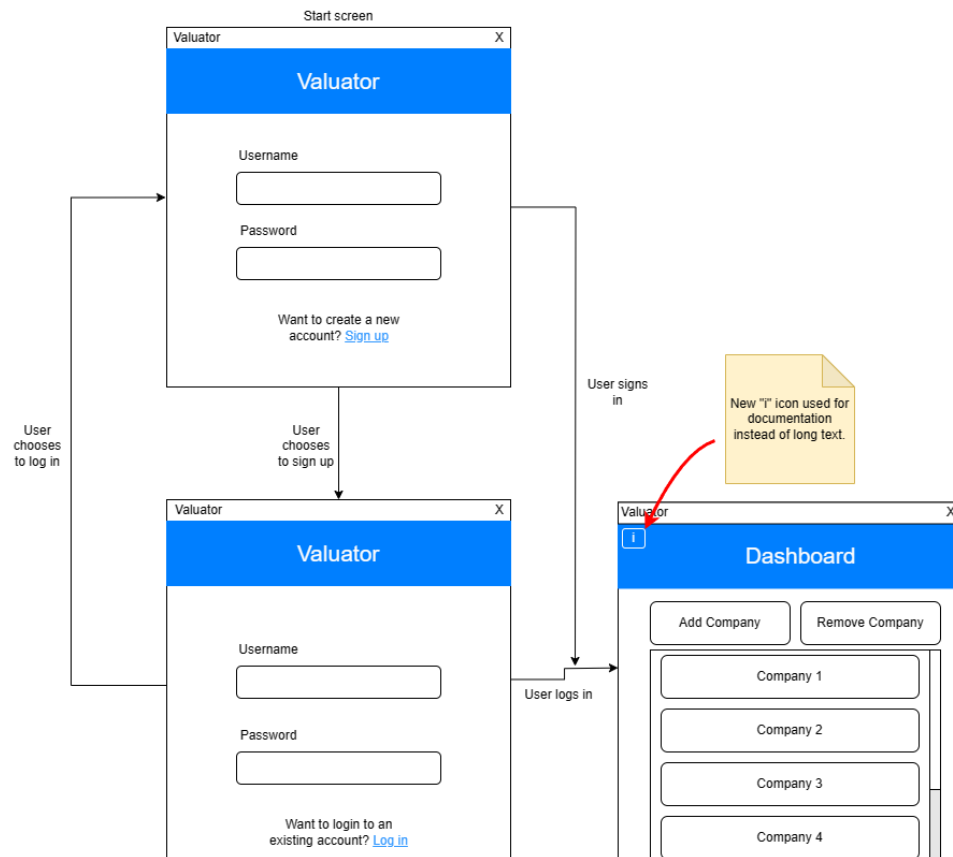 Start screen
Valuator X
Valuator
Username
Password
Want to create a new
account? Sign up
User signs
in
New "i" icon used for
documentation
instead of long text.
User
chooses
to log in
User
chooses
to sign up
Valuator X
Valuator
Username
Password
Want to login to an
existing account? Log in
User logs in
Valuator X
i
Dashboard
Add Company
Remove Company
Company 1
Company 2
Company 3
Company 4